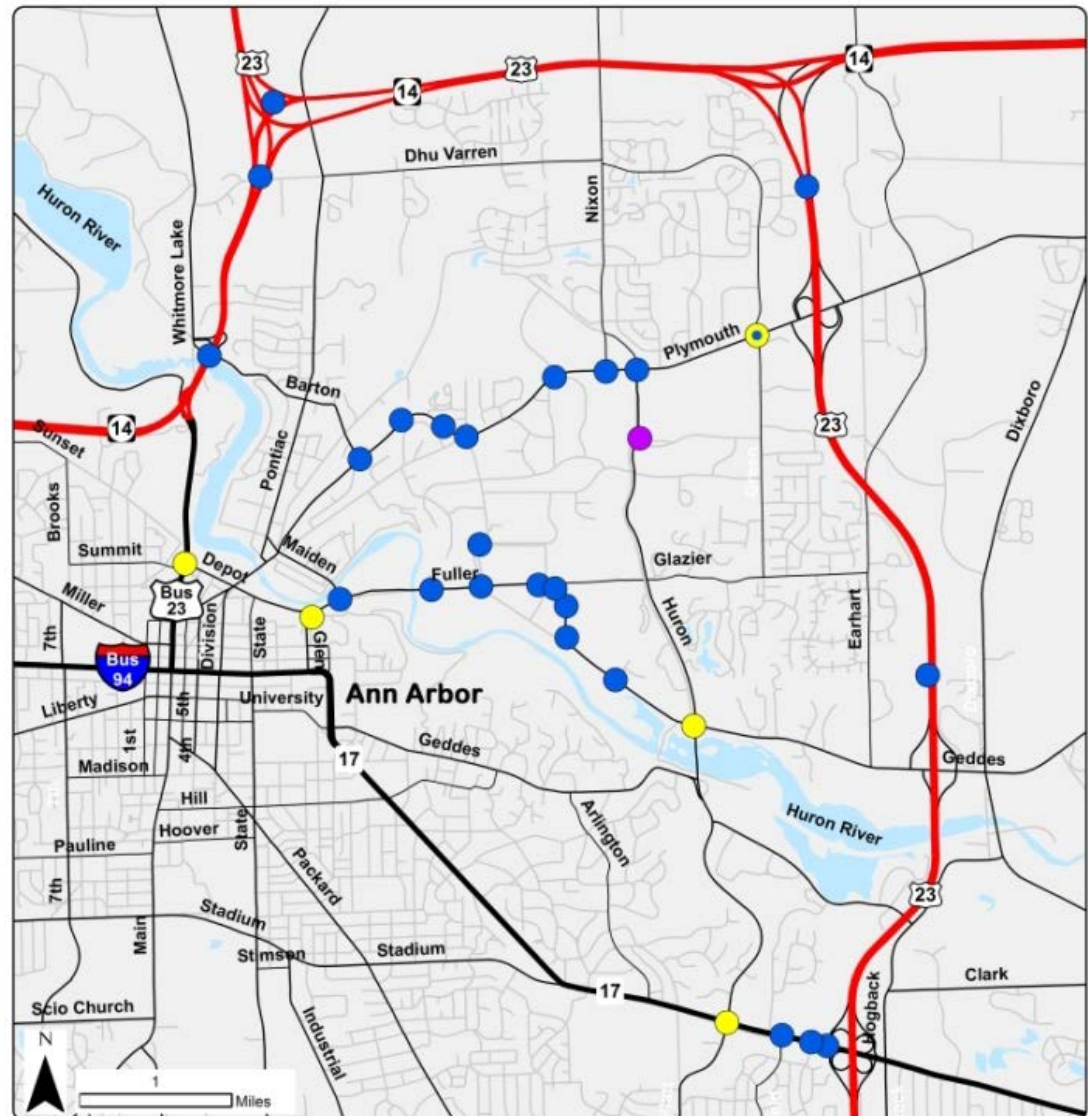 23
14
23
14
Dhu Varren
Huron River
Nixon
Whitmore Lake
Plymouth
Barton
14
23
Dixboro
Sunset
Pontiac
Brooks
Summit
Depot
Maiden
Fuller
Glazier
Miller
Bus
23
Division
State
Glen
Huron
Earhart
7th
Bus
94
Liberty
5th
University
Ann Arbor
1st
4th
Geddes
Geddes
Madison
17
Hill
Huron River
Hoover
State
Arlington
Pauline
Packard
7th
23
Stadium
Main
Stimson
Stadium
Clark
17
Hogback
Scio Church
Industrial
N
1
Miles